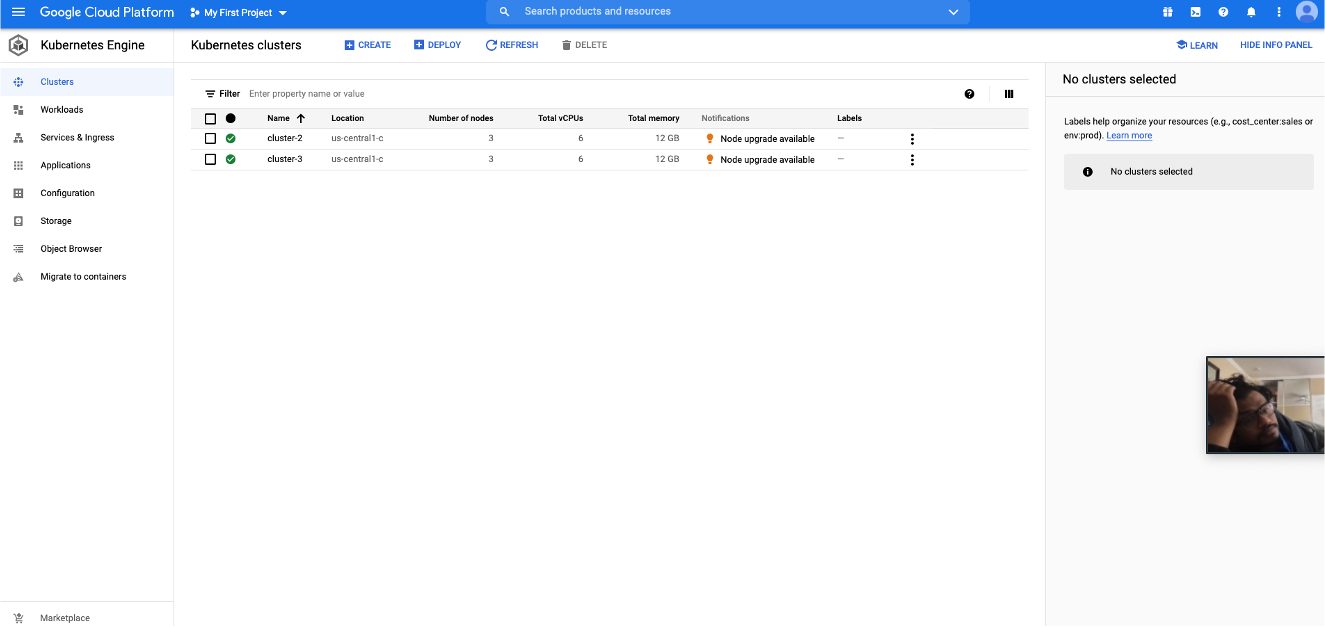 Google Cloud Platform My First Project Search products and resources
Kubernetes Engine
Clusters
Workloads
Services & Ingress
Applications
Configuration
Storage
Object Browser
Migrate to containers
Marketplace
Kubernetes clusters CREATE DEPLOY REFRESH DELETE LEARN HIDE INFO PANEL
Filter Enter property name or value
Name Location Number of nodes Total vCPUs Total memory Notifications Labels
cluster-2 us-central1-c 3 6 12 GB Node upgrade available —
cluster-3 us-central1-c 3 6 12 GB Node upgrade available —
No clusters selected
Labels help organize your resources (e.g., cost_center:sales or
env:prod). Learn more
No clusters selected